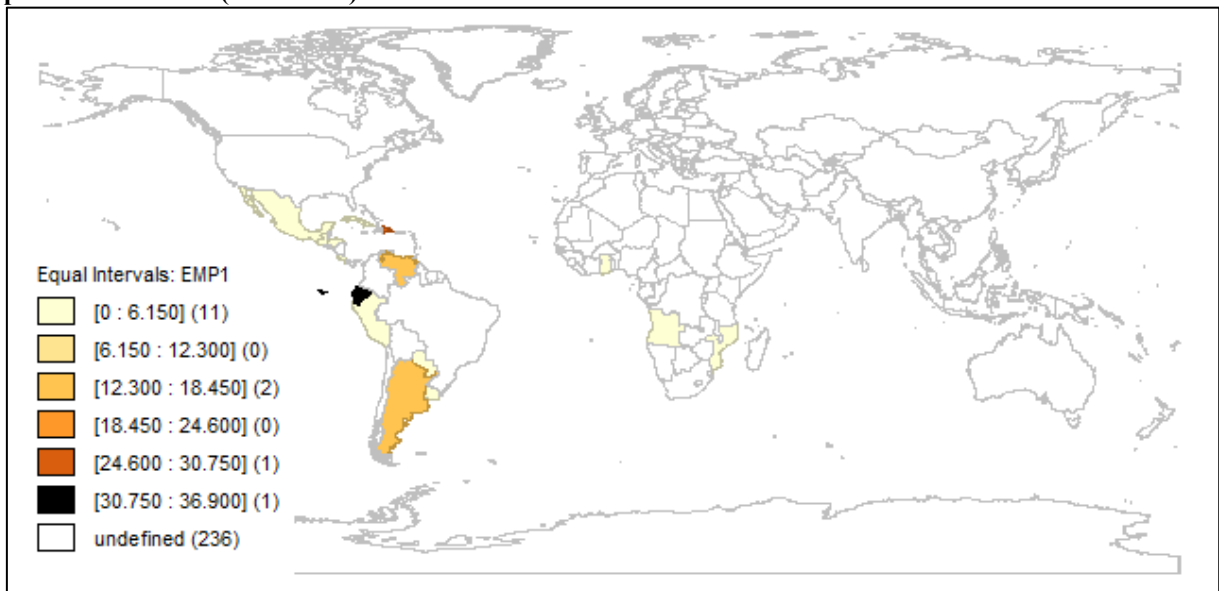 Equal Intervals: EMP1
[0 : 6.150] (11)
[6.150 : 12.300] (0)
[12.300 : 18.450] (2)
[18.450 : 24.600] (0)
[24.600 : 30.750] (1)
[30.750 : 36.900] (1)
undefined (236)